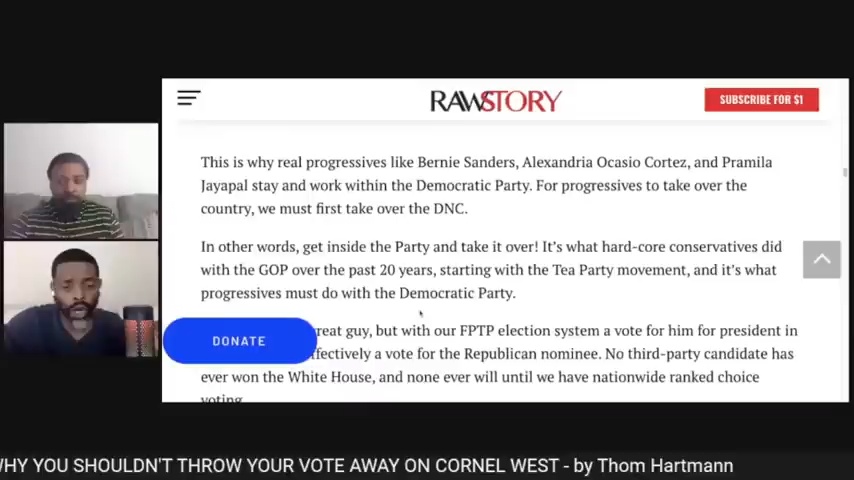 RAWSTORY
SUBSCRIBE FOR $1
This is why real progressives like Bernie Sanders, Alexandria Ocasio Cortez, and Pramila
Jayapal stay and work within the Democratic Party. For progressives to take over the
country, we must first take over the DNC.
In other words, get inside the Party and take it over! It's what hard-core conservatives did
with the GOP over the past 20 years, starting with the Tea Party movement, and it's what
progressives must do with the Democratic Party.
reat guy, but with our FPTP election system a vote for him for president in
DONATE
ffectively a vote for the Republican nominee. No third-party candidate has
ever won the White House, and none ever will until we have nationwide ranked choice
voting.
WHY YOU SHOULDN'T THROW YOUR VOTE AWAY ON CORNEL WEST - by Thom Hartmann